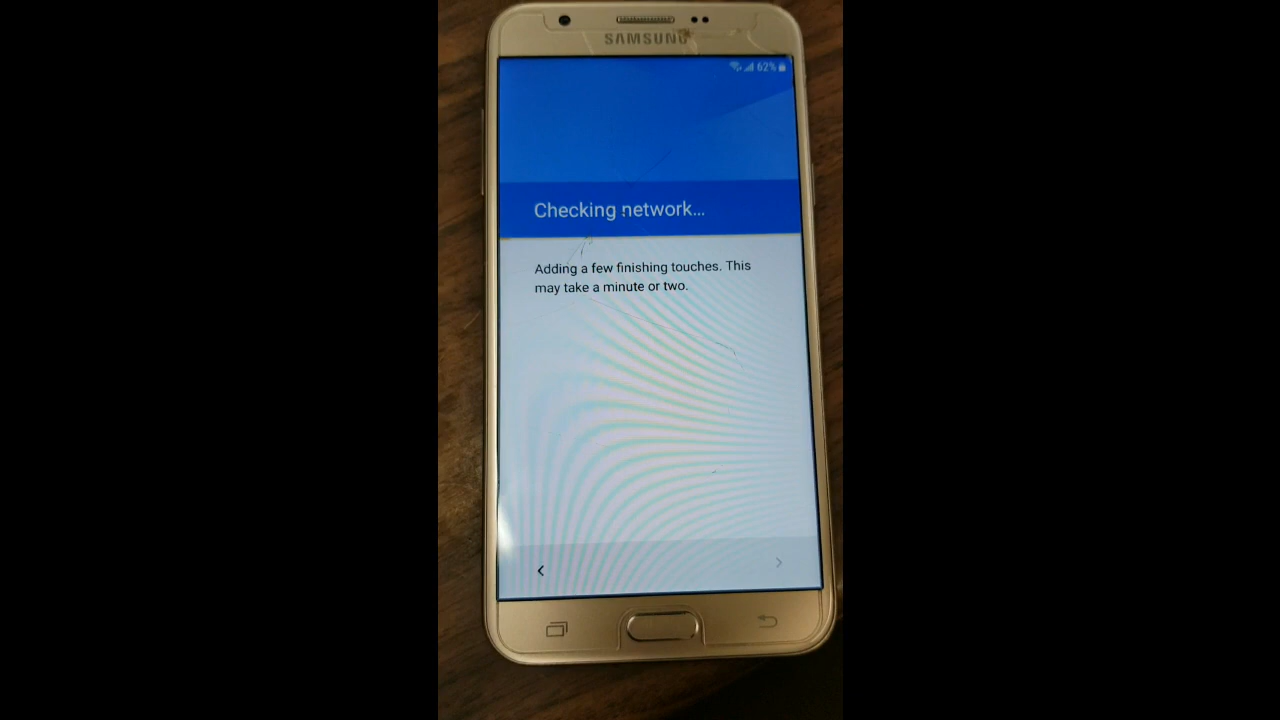 SAMSUNG
62%
Checking network...
Adding a few finishing touches. This
may take a minute or two.